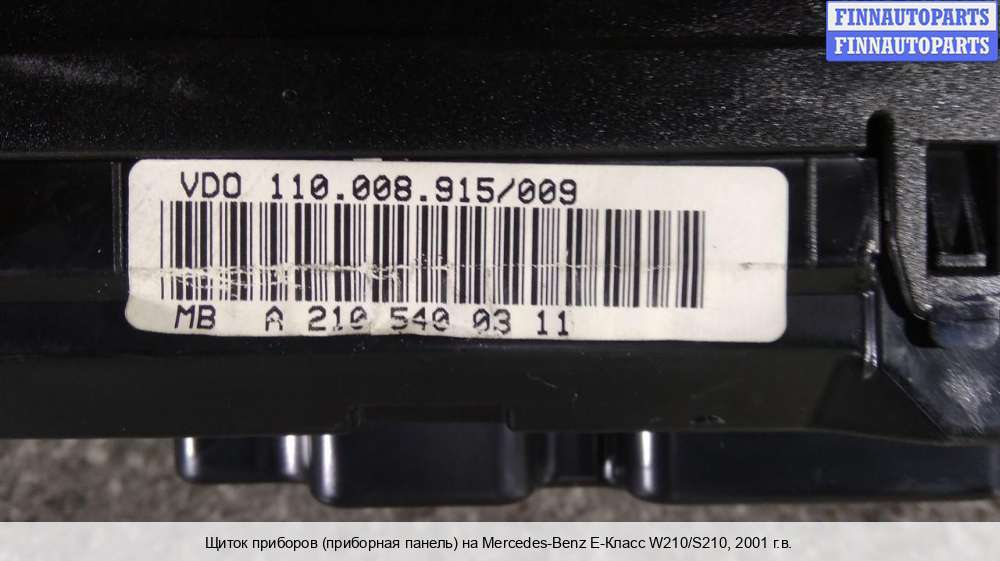 FINNAUTOPARTS
FINNAUTOPARTS
VDO 110.008.915/009
MB A 210 540 03 11
Щиток приборов (приборная панель) на Mercedes-Benz E-Класс W210/S210, 2001 г.в.